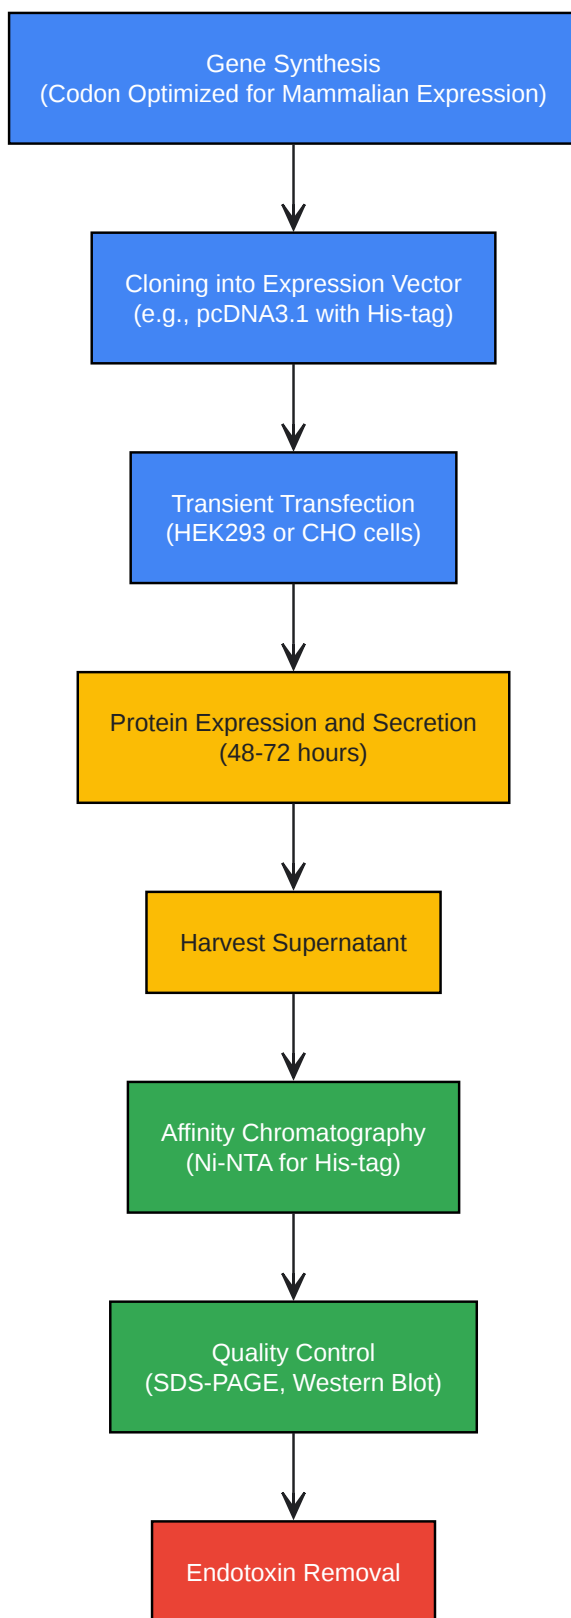 Gene Synthesis
(Codon Optimized for Mammalian Expression)
Cloning into Expression Vector
(e.g., pcDNA3.1 with His-tag)
Transient Transfection
(HEK293 or CHO cells)
Protein Expression and Secretion
(48-72 hours)
Harvest Supernatant
Affinity Chromatography
(Ni-NTA for His-tag)
Quality Control
(SDS-PAGE, Western Blot)
Endotoxin Removal